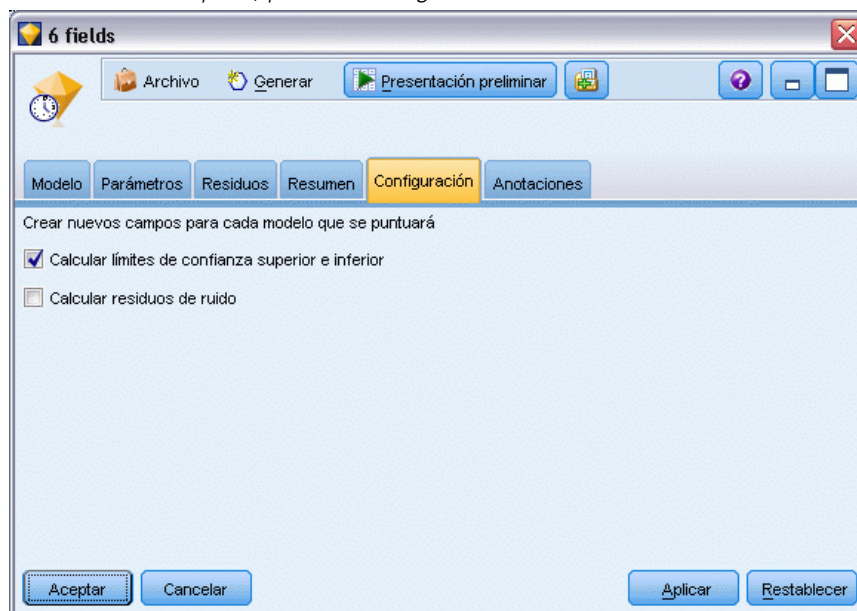 6 fields
Archivo Generar Presentación preliminar
Modelo Parámetros Residuos Resumen Configuración Anotaciones
Crear nuevos campos para cada modelo que se puntuará
Calcular límites de confianza superior e inferior
Calcular residuos de ruido
Aceptar Cancelar Aplicar Restablecer